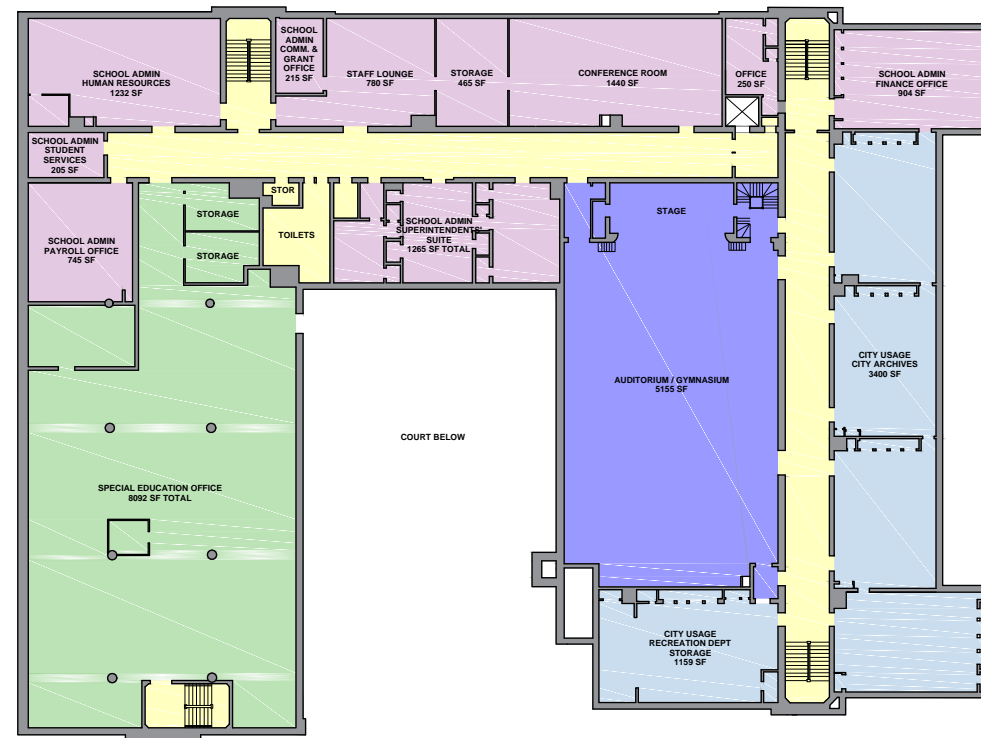 SCHOOL ADMIN
HUMAN RESOURCES
1232 SF
SCHOOL
ADMIN
COMM. &
GRANT
OFFICE
215 SF
STAFF LOUNGE
780 SF
STORAGE
465 SF
CONFERENCE ROOM
1440 SF
OFFICE
250 SF
SCHOOL ADMIN
FINANCE OFFICE
904 SF
SCHOOL ADMIN
STUDENT
SERVICES
205 SF
STOR
STORAGE
TOILETS
STORAGE
SCHOOL ADMIN
SUPERINTENDENTS'
SUITE
1265 SF TOTAL
STAGE
SCHOOL ADMIN
PAYROLL OFFICE
745 SF
CITY USAGE
CITY ARCHIVES
3400 SF
AUDITORIUM / GYMNASIUM
5155 SF
COURT BELOW
SPECIAL EDUCATION OFFICE
8092 SF TOTAL
CITY USAGE
RECREATION DEPT
STORAGE
1159 SF